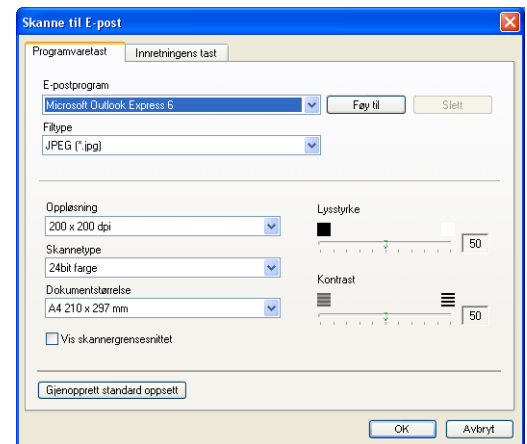 Skanne til E-post
Programvaretast Innretningens tast
E-postprogram
Microsoft Outlook Express 6 Føy til Slett
Filtype
JPEG (*.jpg)
Oppløsning Lysstyrke
200 x 200 dpi 50
Skannetype
24bit farge
Kontrast
Dokumentstørrelse
A4 210 x 297 mm 50
Vis skannergrensesnittet
Gjenopprett standard oppsett
OK Avbryt